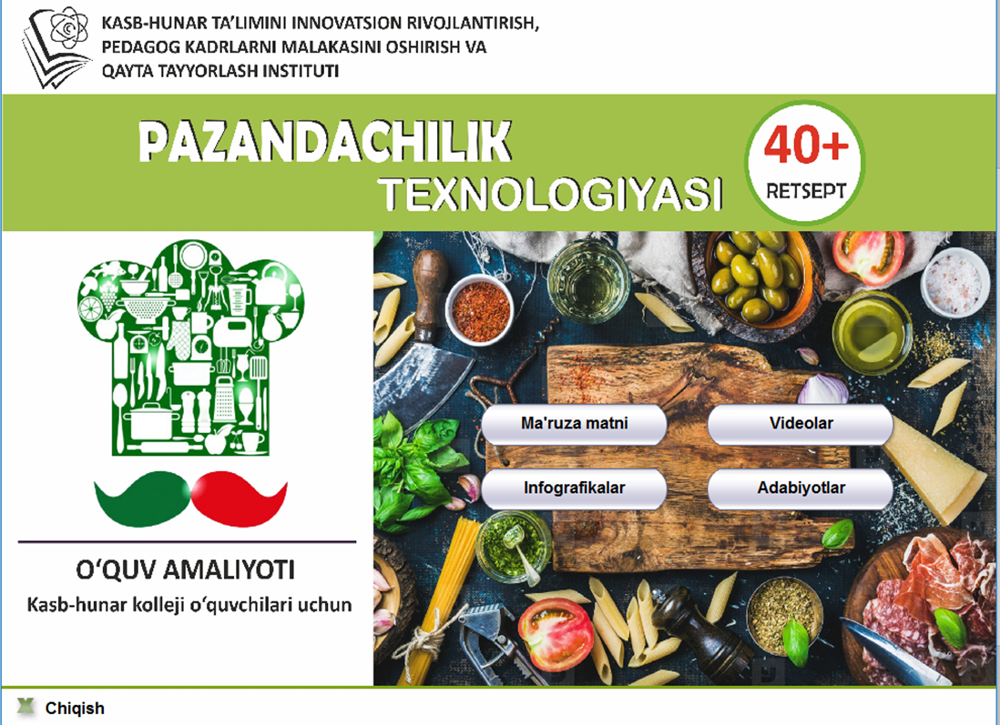 KASB-HUNAR TA’LIMINI INNOVATSION RIVOJLANTIRISH,
PEDAGOG KADRLARNI MALAKASINI OSHIRISH VA
QAYTA TAYYORLASH INSTITUTI
PAZANDACHILIK
TEXNOLOGIYASI
40+
RETSEPT
Ma'ruza matni
Videolar
Infografikalar
Adabiyotlar
O‘QUV AMALIYOTI
Kasb-hunar kolleji o‘quvchilari uchun
Chiqish